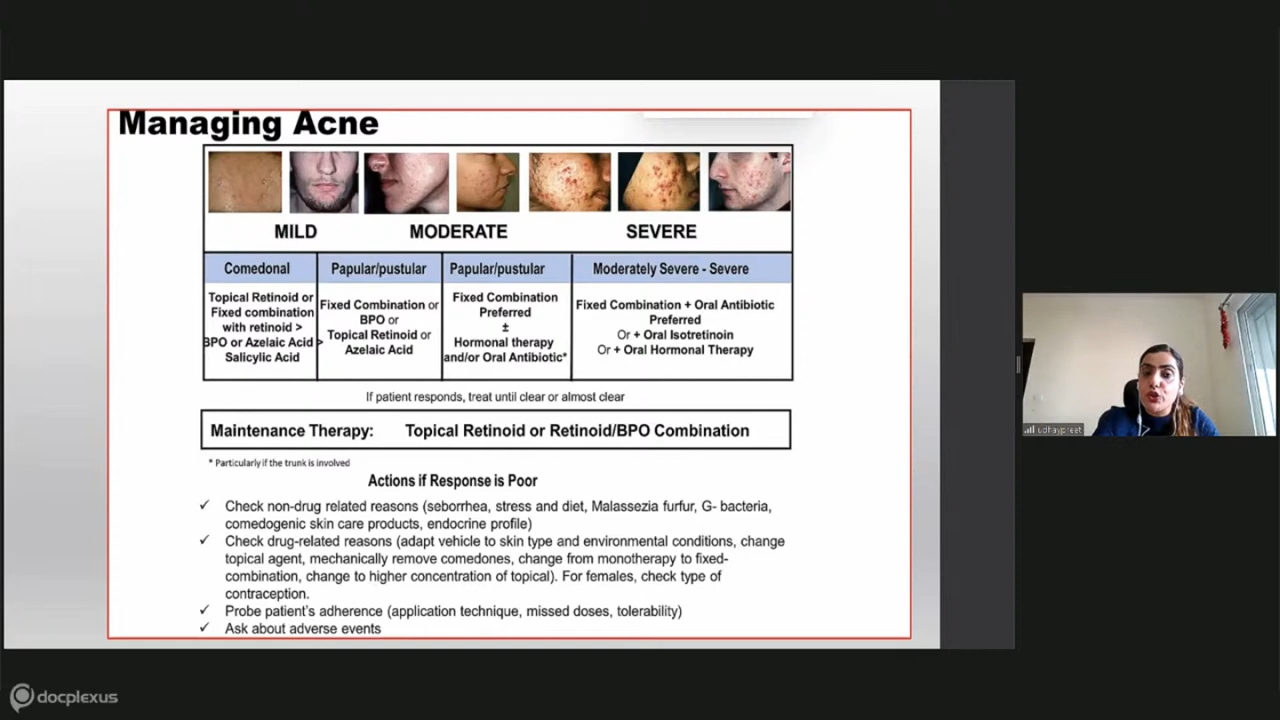 Managing Acne
MILD
MODERATE
SEVERE
Comedonal
Papular/pustular
Papular/pustular
Moderately Severe - Severe
Topical Retinoid or
Fixed combination
with retinoid >
BPO or Azelaic Acid >
Salicylic Acid
Fixed Combination or
BPO or
Topical Retinoid or
Azelaic Acid
Fixed Combination
Preferred
±
Hormonal therapy
and/or Oral Antibiotic*
Fixed Combination + Oral Antibiotic
Preferred
Or + Oral Isotretinoin
Or + Oral Hormonal Therapy
If patient responds, treat until clear or almost clear
Maintenance Therapy: Topical Retinoid or Retinoid/BPO Combination
* Particularly if the trunk is involved
Actions if Response is Poor
✓ Check non-drug related reasons (seborrhea, stress and diet, Malassezia furfur, G- bacteria,
comedogenic skin care products, endocrine profile)
✓ Check drug-related reasons (adapt vehicle to skin type and environmental conditions, change
topical agent, mechanically remove comedones, change from monotherapy to fixed-
combination, change to higher concentration of topical). For females, check type of
contraception.
✓ Probe patient's adherence (application technique, missed doses, tolerability)
✓ Ask about adverse events
udhaypreet
docplexus